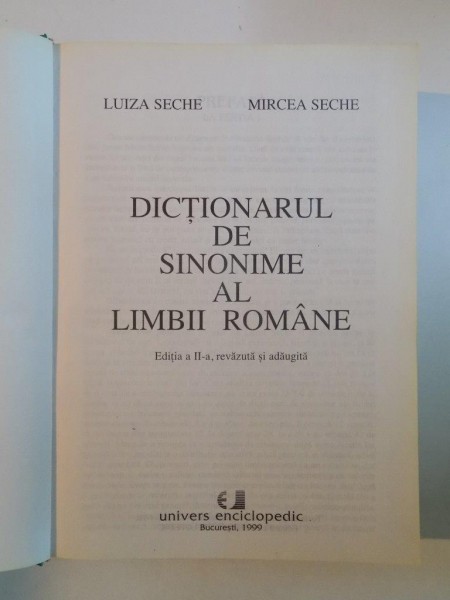 LUIZA SECHE MIRCEA SECHE
DICȚIONARUL
DE
SINONIME
AL
LIMBII ROMÂNE
Ediția a II-a, revăzută și adăugită
univers enciclopedic
București, 1999